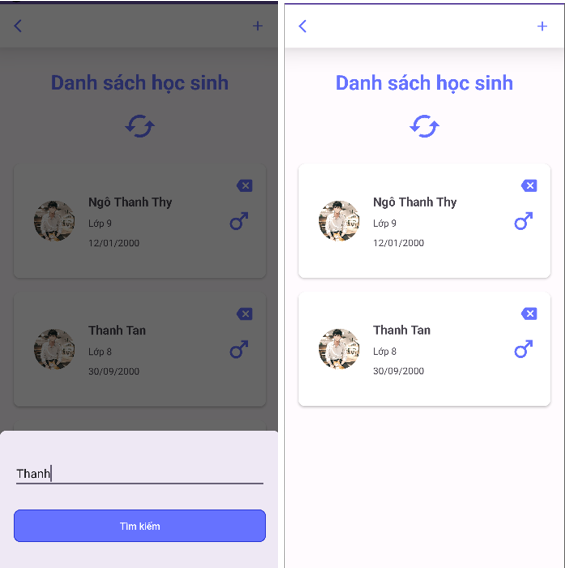 Danh sách học sinh
Ngô Thanh Thy
Lớp 9
12/01/2000
Thanh Tan
Lớp 8
30/09/2000
Thanh
Tìm kiếm
Danh sách học sinh
Ngô Thanh Thy
Lớp 9
12/01/2000
Thanh Tan
Lớp 8
30/09/2000